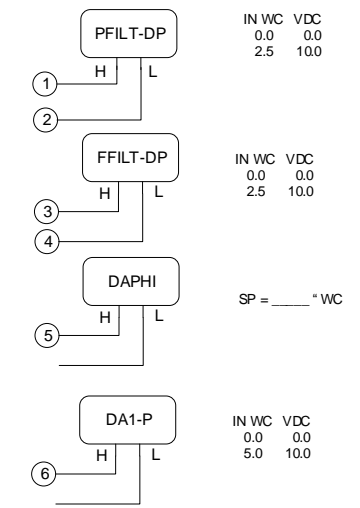 PFILT-DP
IN WC VDC
0.0 0.0
2.5 10.0
H L
1
2
FFILT-DP
IN WC VDC
0.0 0.0
2.5 10.0
H L
3
4
DAPHI
SP = _____ “ WC
H L
5
DA1-P
IN WC VDC
0.0 0.0
5.0 10.0
H L
6